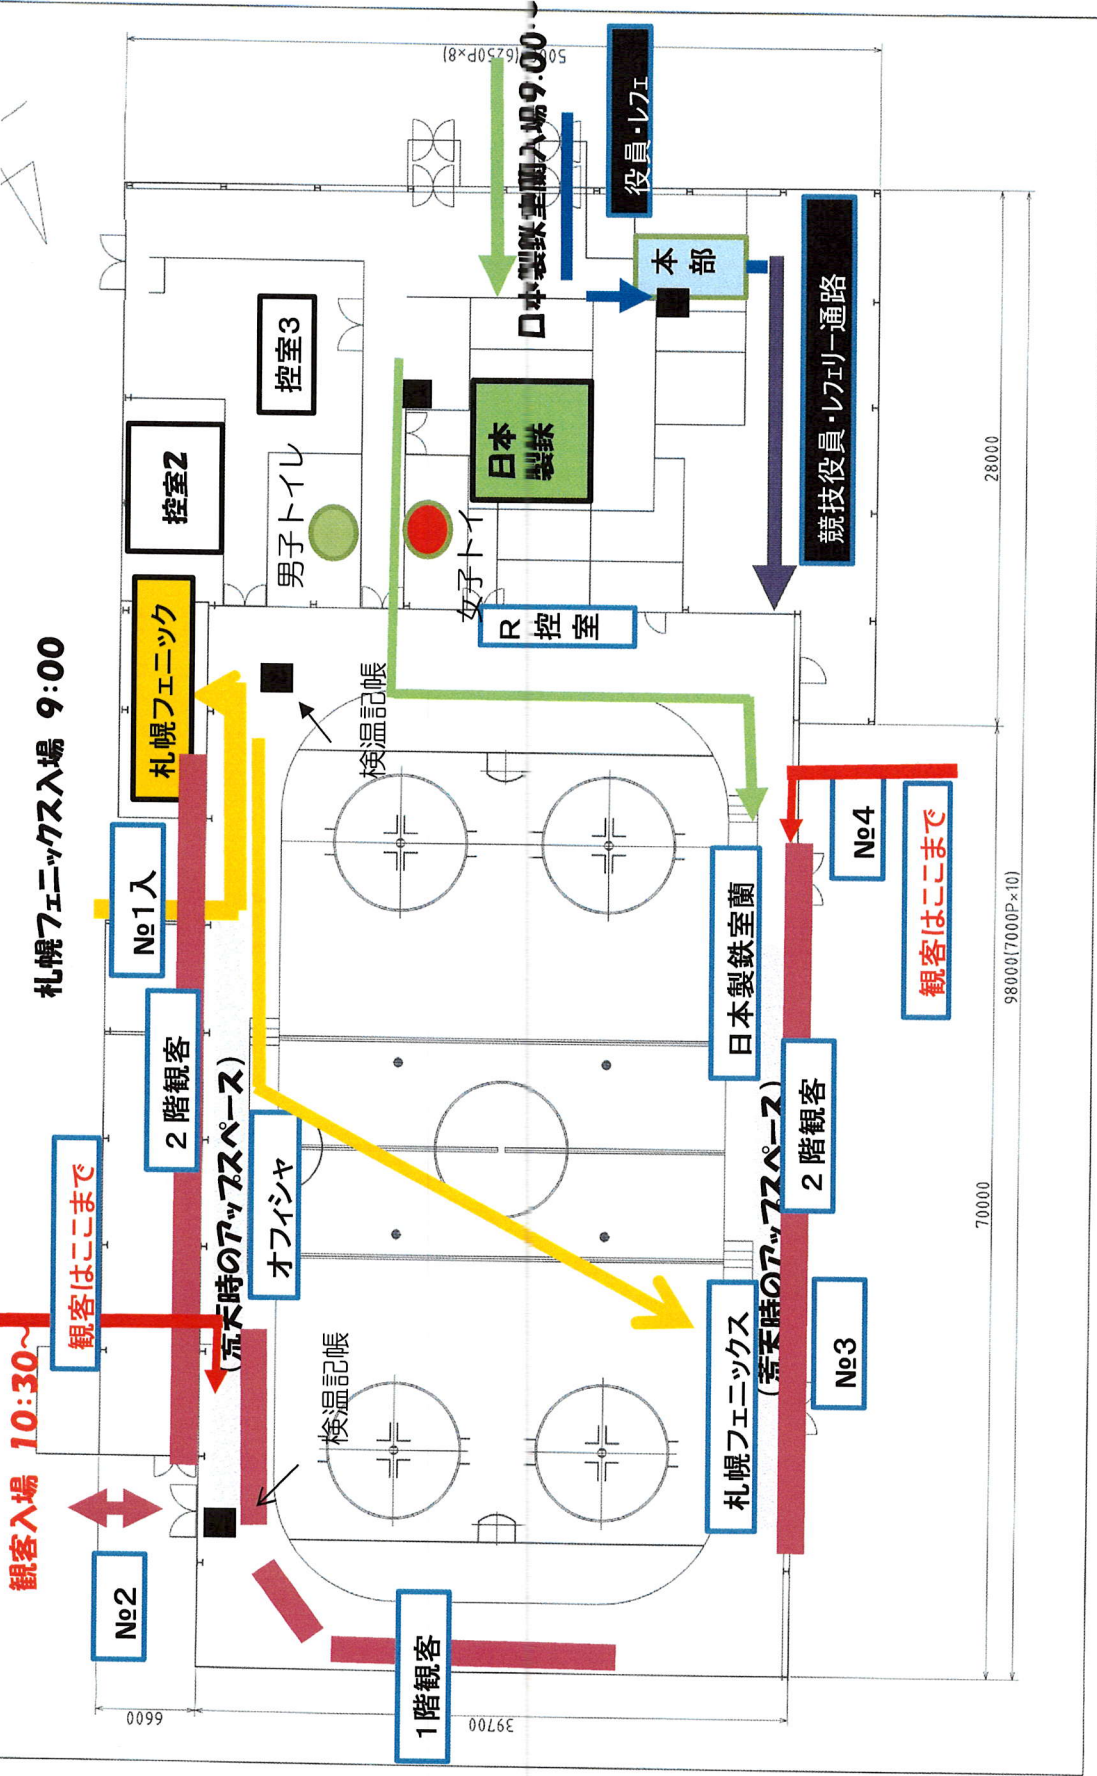 観客入場 10:30～
札幌フェニックス入場 9:00
№2
観客はここまで
№1入
札幌フェニック
控室2
控室3
2階観客
(荒天時のアップスペース)
オフィシャ
検温記帳
検温記帳
男子トイレ
女子トイ
R控室
日本
製鉄
日本製鉄室蘭入場9:00～
本部
役員・レフェ
競技役員・レフェリー通路
1階観客
札幌フェニックス
日本製鉄室蘭
(荒天時のアップスペース)
2階観客
№3
№4
観客はここまで
6600
39700
70000
28000
98000(7000P×10)
(6250P×8)